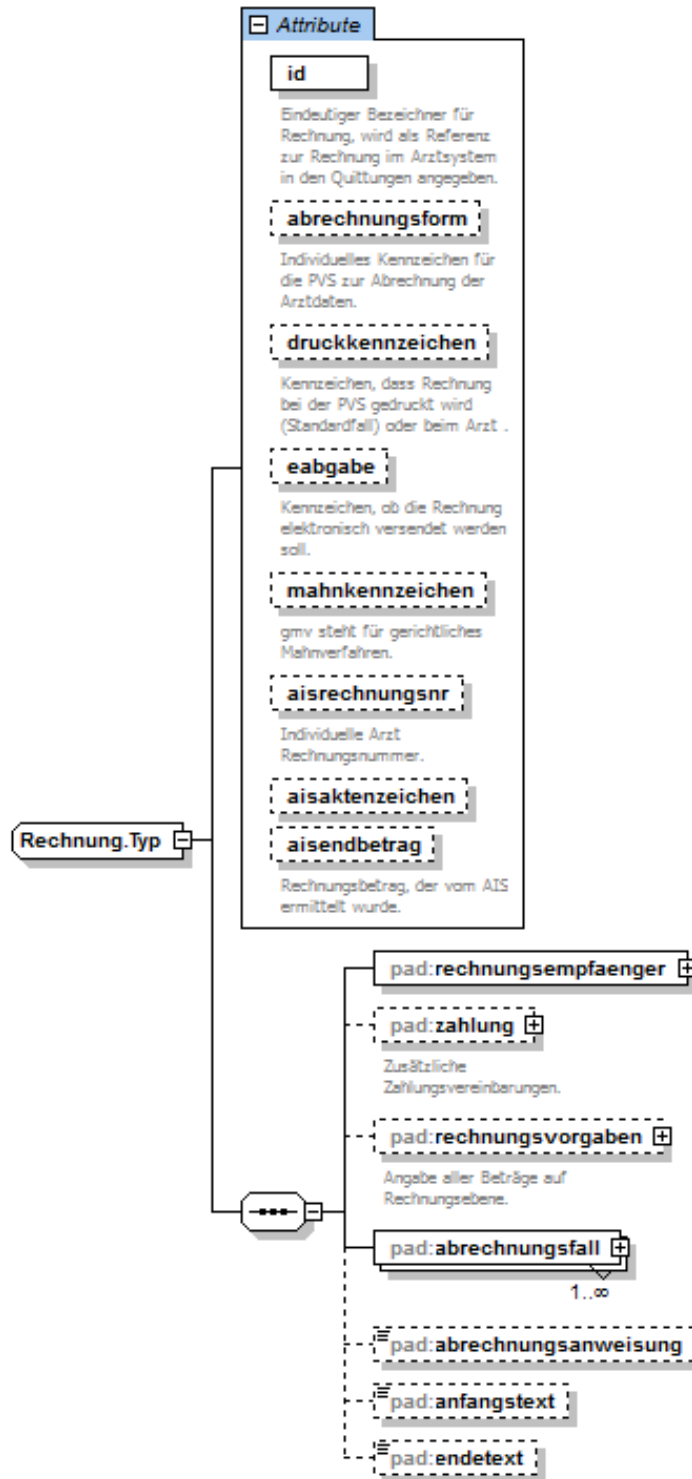 Attribute
id
Eindeutiger Bezeichner für
Rechnung, wird als Referenz
zur Rechnung im Arztsystem
in den Quittungen angegeben.
abrechnungsform
Individuelles Kennzeichen für
die PVS zur Abrechnung der
Arztdaten.
druckkennzeichen
Kennzeichen, dass Rechnung
bei der PVS gedruckt wird
(Standardfall) oder beim Arzt .
eabgabe
Kennzeichen, ob die Rechnung
elektronisch versendet werden
soll.
mahnkennzeichen
gmv steht für gerichtliches
Mahnverfahren.
aisrechnungsnr
Individuelle Arzt
Rechnungsnummer.
aisaktenzeichen
aisendbetrag
Rechnungsbetrag, der vom AIS
ermittelt wurde.
Rechnung.Typ
pad:rechnungsempfaenger
pad:zahlung
Zusätzliche
Zahlungsvereinbarungen.
pad:rechnungsvorgaben
Angabe aller Beträge auf
Rechnungsebene.
pad:abrechnungsfall
1..∞
pad:abrechnungsanweisung
pad:anfangstext
pad:endetext